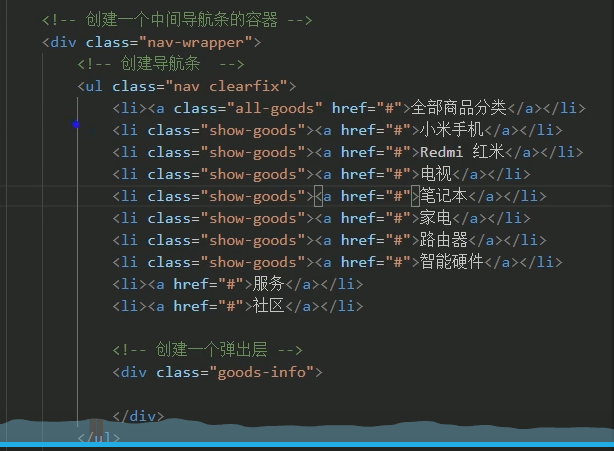 <!-- 创建一个中间导航条的容器 -->
<div class="nav-wrapper">
<!-- 创建导航条  -->
<ul class="nav clearfix">
<li><a class="all-goods" href="#">全部商品分类</a></li>
<li class="show-goods"><a href="#">小米手机</a></li>
<li class="show-goods"><a href="#">Redmi 红米</a></li>
<li class="show-goods"><a href="#">电视</a></li>
<li class="show-goods"><a href="#">笔记本</a></li>
<li class="show-goods"><a href="#">家电</a></li>
<li class="show-goods"><a href="#">路由器</a></li>
<li class="show-goods"><a href="#">智能硬件</a></li>
<li><a href="#">服务</a></li>
<li><a href="#">社区</a></li>
<!-- 创建一个弹出层 -->
<div class="goods-info">
</div>
</ul>